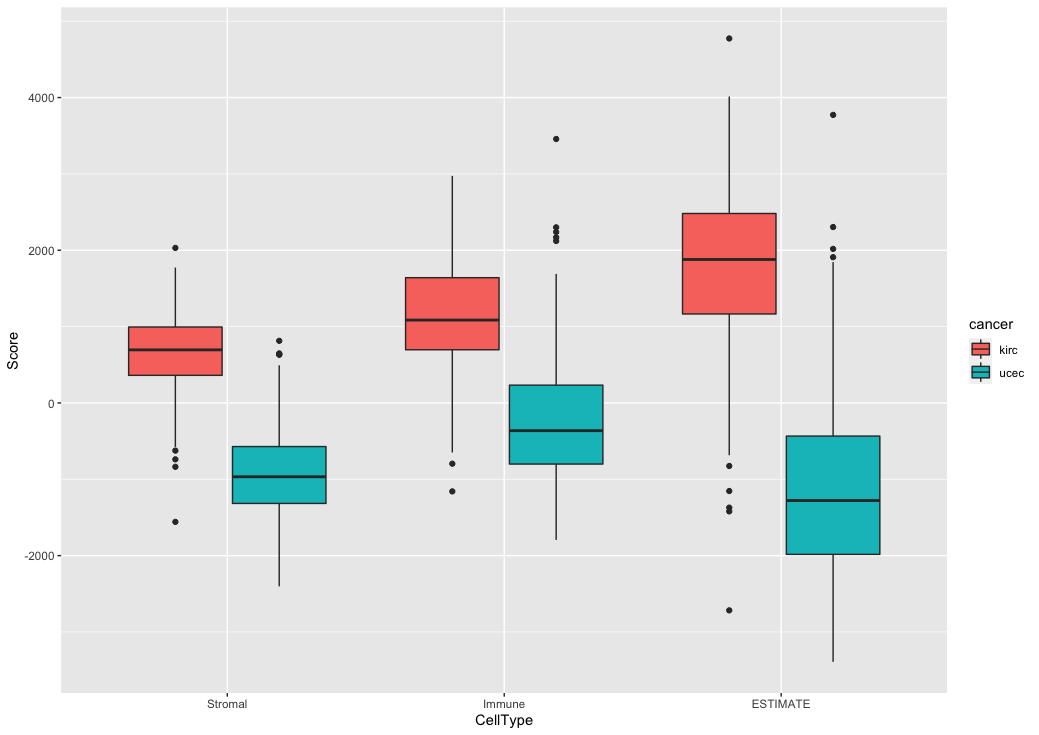 Score
4000
2000
0
-2000
Stromal
Immune
ESTIMATE
CellType
cancer
kirc
ucec